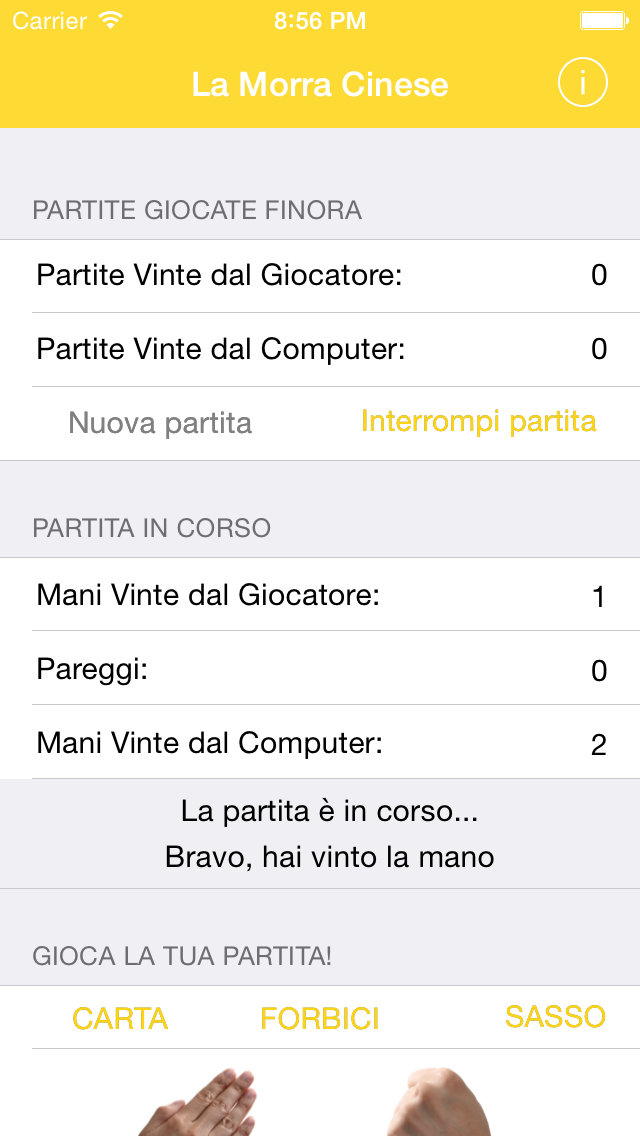 Carrier 8:56 PM
La Morra Cinese i
PARTITE GIOCATE FINORA
Partite Vinte dal Giocatore: 0
Partite Vinte dal Computer: 0
Nuova partita Interrompi partita
PARTITA IN CORSO
Mani Vinte dal Giocatore: 1
Pareggi: 0
Mani Vinte dal Computer: 2
La partita è in corso...
Bravo, hai vinto la mano
GIOCA LA TUA PARTITA!
CARTA FORBICI SASSO